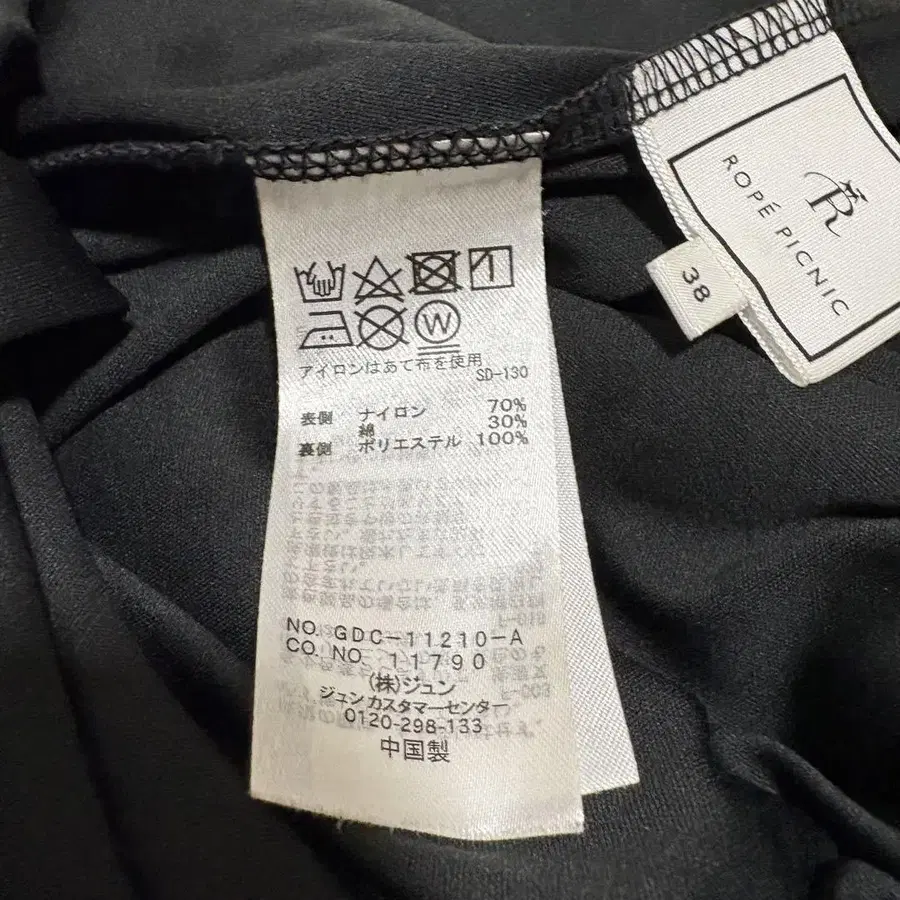 アイロンはあて布を使用
SD-130
表側 ナイロン 70%
綿 30%
裏側 ポリエステル 100%
NO. GDC-11210-A
CO. NO. 11790
(株)ジュン
ジュン カスタマーセンター
0120-298-133
中国製
R
ROPÉ PICNIC
38